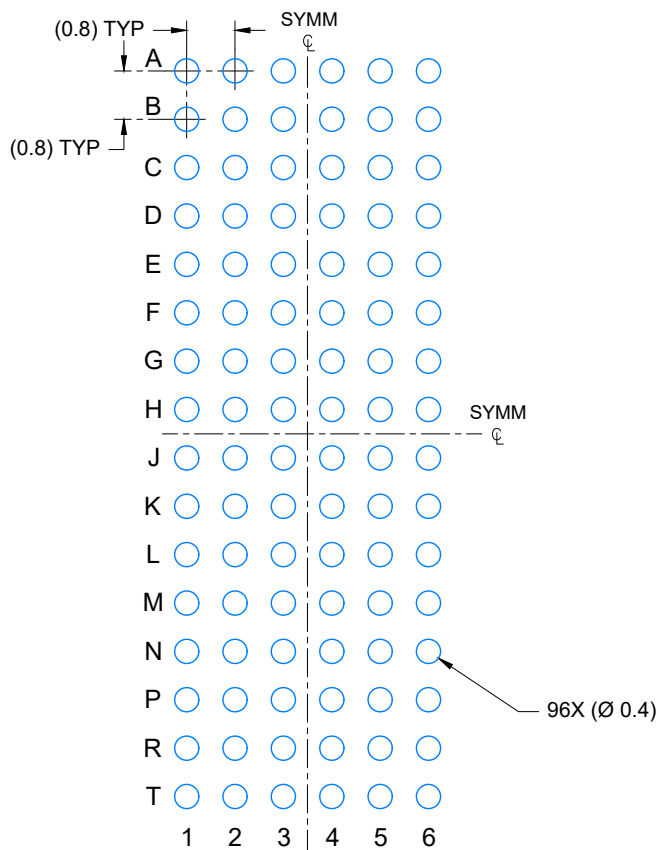 (0.8) TYP
SYMM
℄
A
B
(0.8) TYP
C
D
E
F
G
H
SYMM
℄
J
K
L
M
N
P
96X (Ø 0.4)
R
T
1 2 3 4 5 6